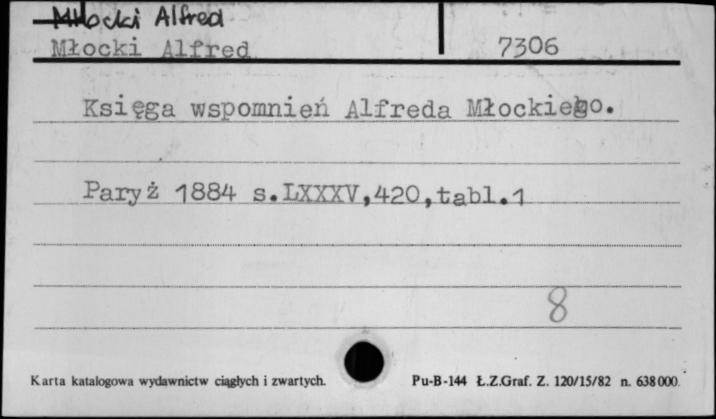 Młocki Alfred
Młocki Alfred 7306
Księga wspomnień Alfreda Młockiego.
Paryż 1884 s.LXXXV,420,tabl.1
8
Karta katalogowa wydawnictw ciągłych i zwartych. Pu-B-144 Ł.Z.Graf. Z. 120/15/82 n. 638000.